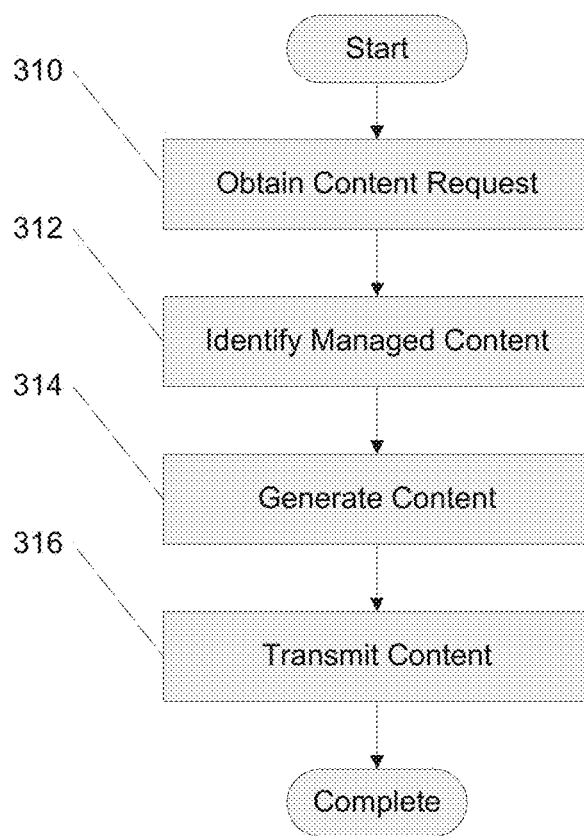 Start
310
Obtain Content Request
312
Identify Managed Content
314
Generate Content
316
Transmit Content
Complete